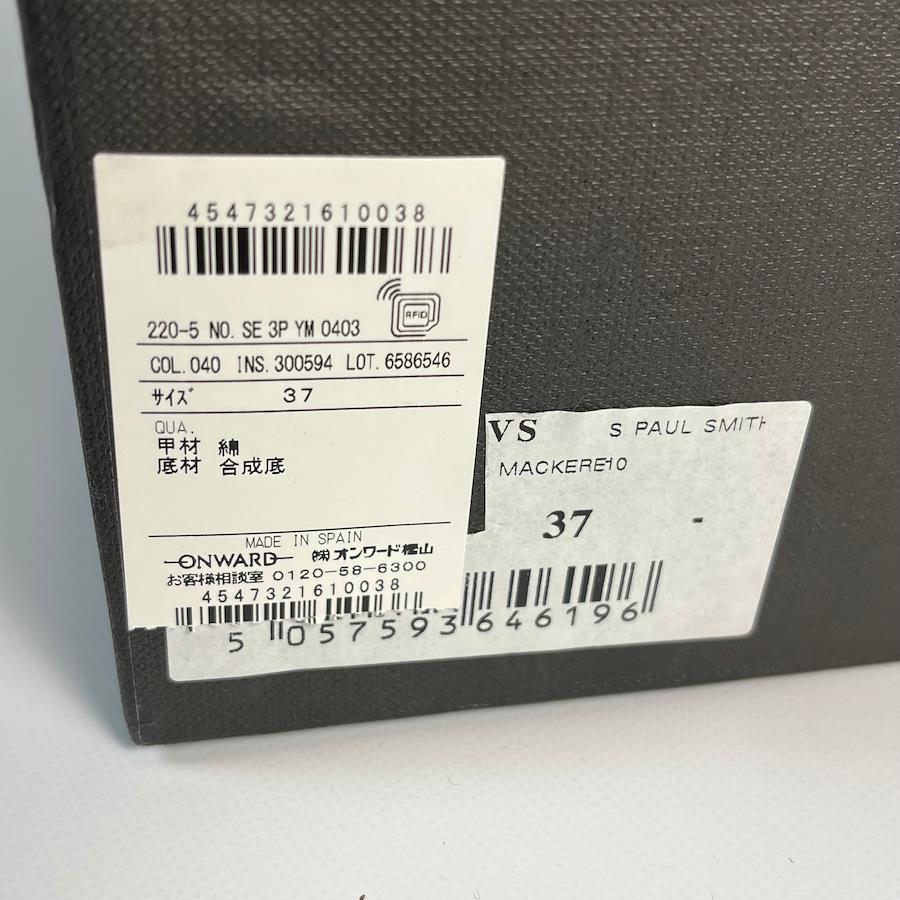 4547321610038
RFID
220-5 NO. SE 3P YM 0403
COL. 040 INS. 300594 LOT. 6586546
サイズ 37
QUA.
甲材 綿
底材 合成底
MADE IN SPAIN
ONWARD ㈱オンワード樫山
お客様相談室 0120-58-6300
4547321610038
VS S PAUL SMITH
MACKERE10
37 -
5 057593 646196